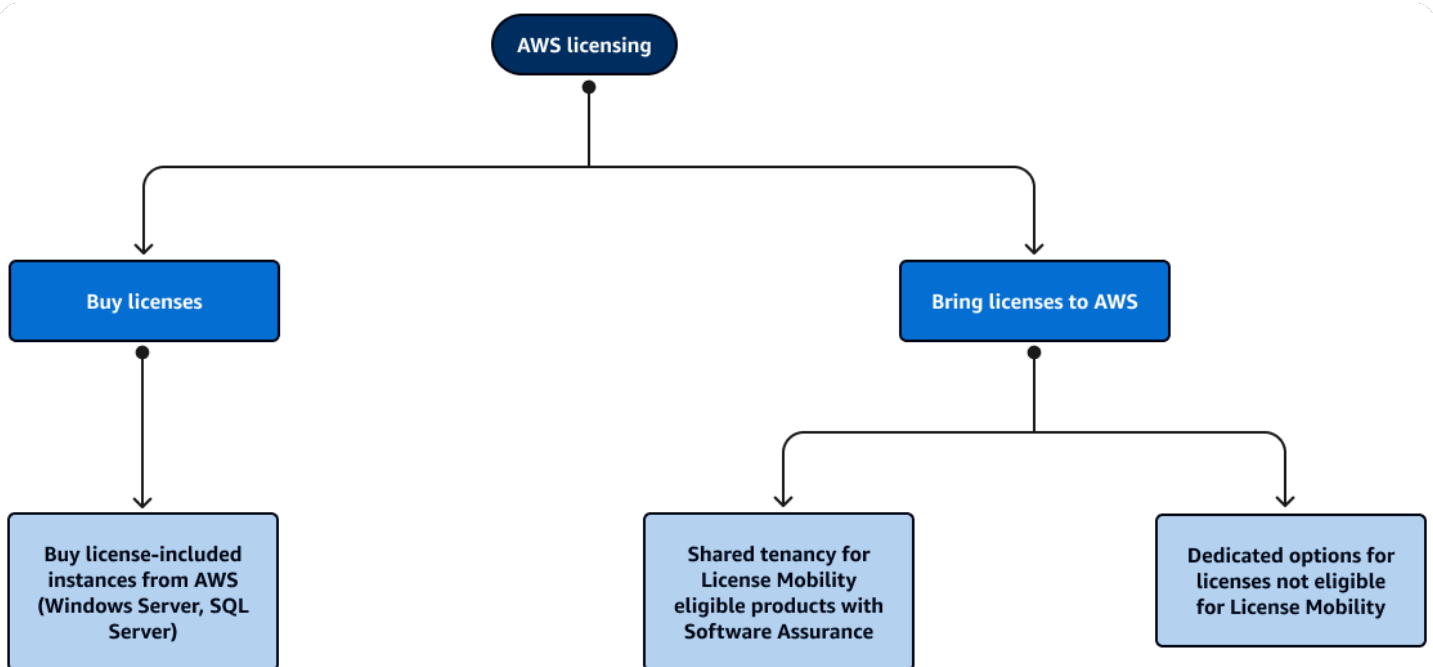 AWS licensing
Buy licenses
Bring licenses to AWS
Buy license-included
instances from AWS
(Windows Server, SQL
Server)
Shared tenancy for
License Mobility
eligible products with
Software Assurance
Dedicated options for
licenses not eligible
for License Mobility